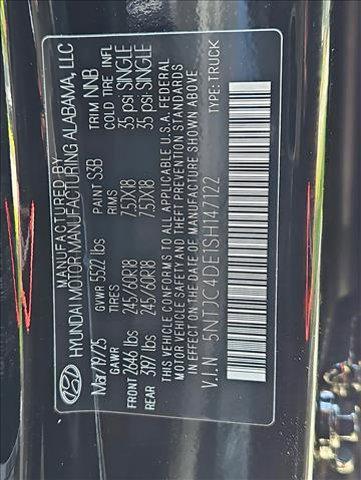 MANUFACTURED BY
HYUNDAI MOTOR MANUFACTURING ALABAMA, LLC
Mar/19/25 GVWR 5522 lbs PAINT S3B TRIM NNB
GAWR TIRES RIMS COLD TIRE INFL
FRONT 2646 lbs 245/60R18 7.5JX18 35 psi SINGLE
REAR 3197 lbs 245/60R18 7.5JX18 35 psi SINGLE
THIS VEHICLE CONFORMS TO ALL APPLICABLE U.S.A. FEDERAL
MOTOR VEHICLE SAFETY AND THEFT PREVENTION STANDARDS
IN EFFECT ON THE DATE OF MANUFACTURE SHOWN ABOVE
V.I.N 5NTJC4DE1SH147122 TYPE: TRUCK